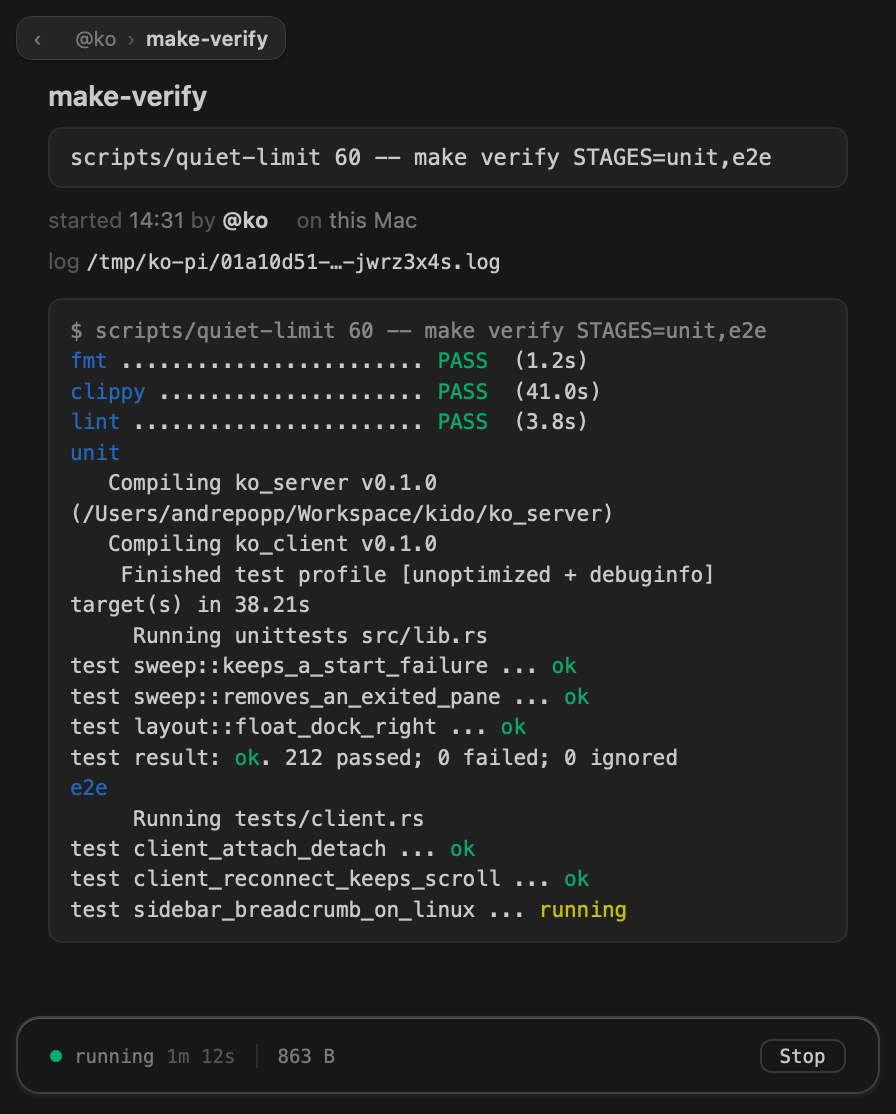 ‹ @ko › make-verify
make-verify
scripts/quiet-limit 60 -- make verify STAGES=unit,e2e
started 14:31 by @ko on this Mac
log /tmp/ko-pi/01a10d51-…-jwrz3x4s.log
$ scripts/quiet-limit 60 -- make verify STAGES=unit,e2e
fmt ........................ PASS  (1.2s)
clippy ..................... PASS  (41.0s)
lint ....................... PASS  (3.8s)
unit
   Compiling ko_server v0.1.0
(/Users/andrepopp/Workspace/kido/ko_server)
   Compiling ko_client v0.1.0
    Finished test profile [unoptimized + debuginfo]
target(s) in 38.21s
     Running unittests src/lib.rs
test sweep::keeps_a_start_failure ... ok
test sweep::removes_an_exited_pane ... ok
test layout::float_dock_right ... ok
test result: ok. 212 passed; 0 failed; 0 ignored
e2e
     Running tests/client.rs
test client_attach_detach ... ok
test client_reconnect_keeps_scroll ... ok
test sidebar_breadcrumb_on_linux ... running
running 1m 12s | 863 B Stop